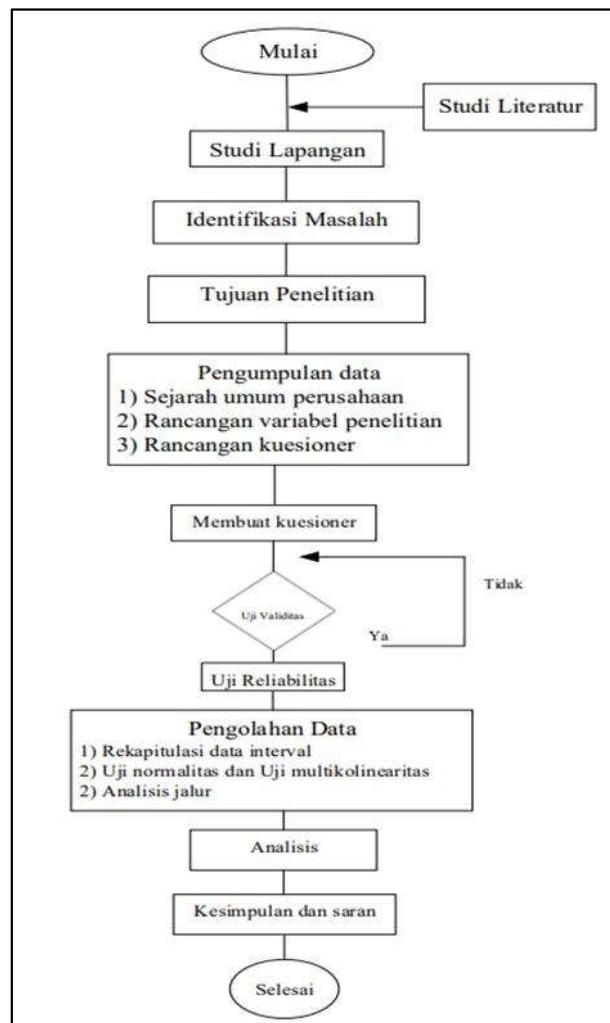 Mulai
Studi Literatur
Studi Lapangan
Identifikasi Masalah
Tujuan Penelitian
Pengumpulan data
1) Sejarah umum perusahaan
2) Rancangan variabel penelitian
3) Rancangan kuesioner
Membuat kuesioner
Tidak
Uji Validitas
Ya
Uji Reliabilitas
Pengolahan Data
1) Rekapitulasi data interval
2) Uji normalitas dan Uji multikolinearitas
2) Analisis jalur
Analisis
Kesimpulan dan saran
Selesai